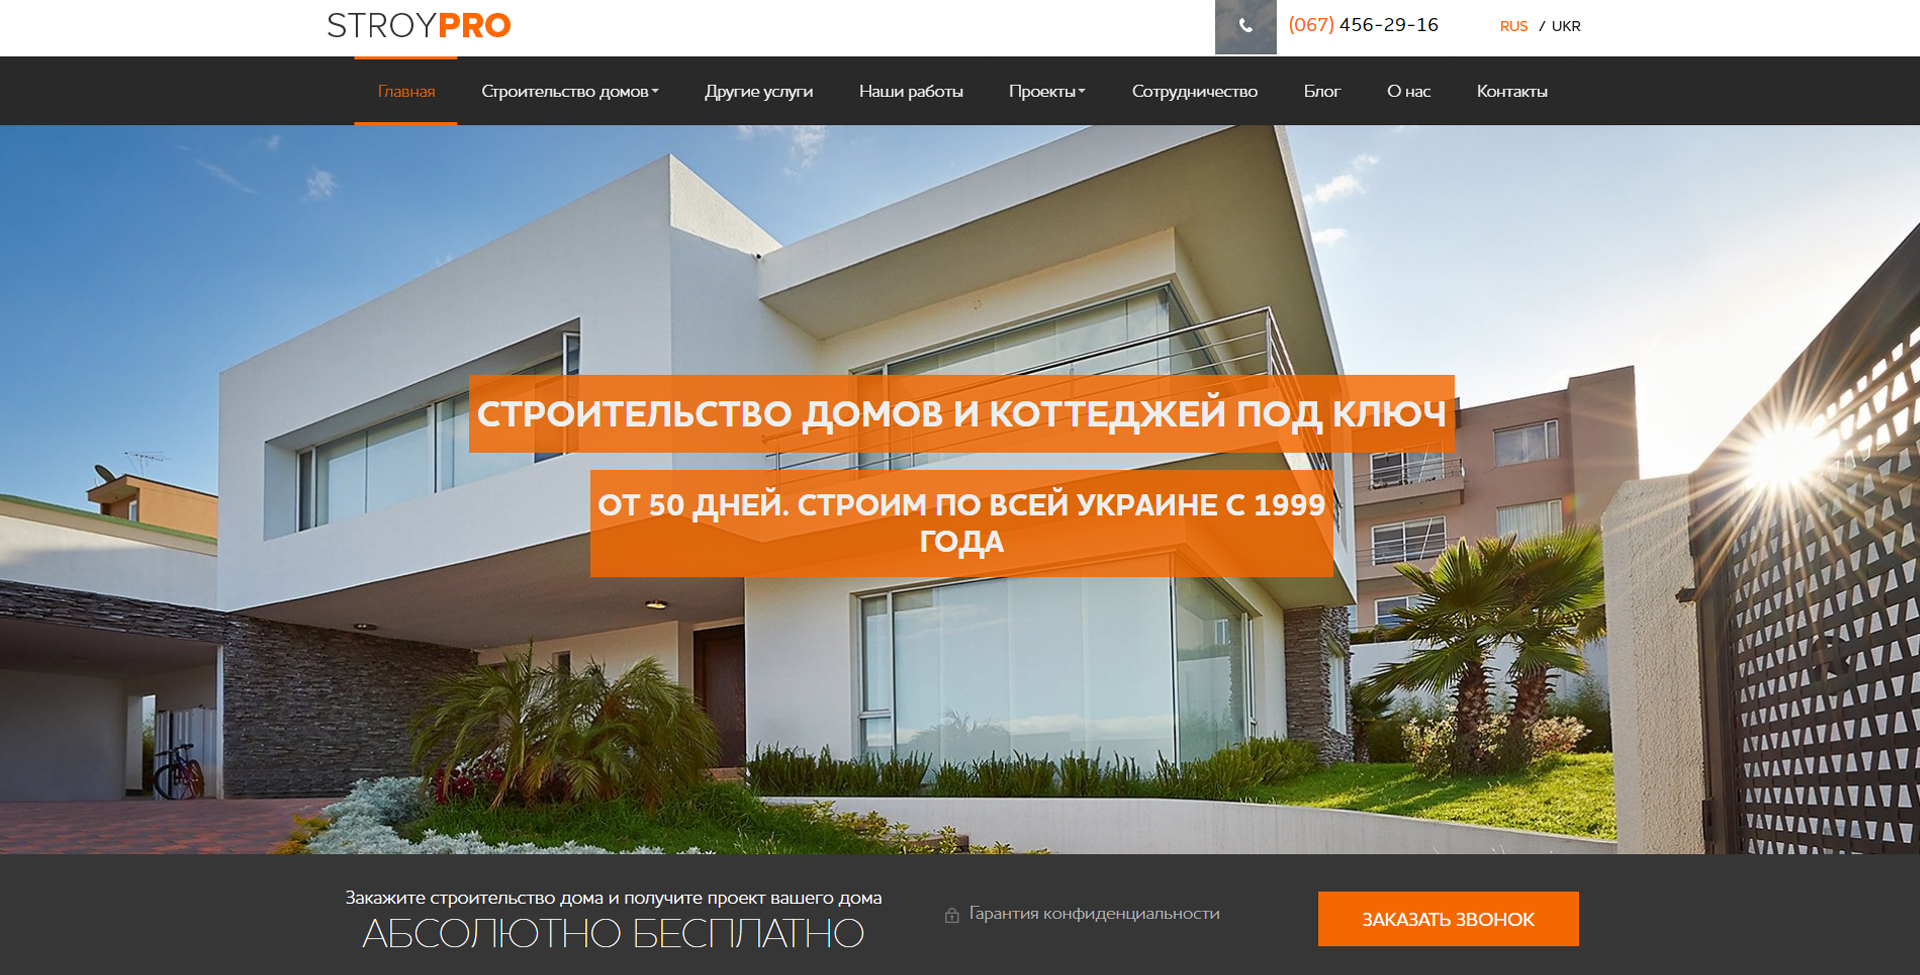 STROYPRO
(067) 456-29-16
RUS / UKR
Главная Строительство домов Другие услуги Наши работы Проекты Сотрудничество Блог О нас Контакты
СТРОИТЕЛЬСТВО ДОМОВ И КОТТЕДЖЕЙ ПОД КЛЮЧ
ОТ 50 ДНЕЙ. СТРОИМ ПО ВСЕЙ УКРАИНЕ С 1999
ГОДА
Закажите строительство дома и получите проект вашего дома
АБСОЛЮТНО БЕСПЛАТНО
Гарантия конфиденциальности
ЗАКАЗАТЬ ЗВОНОК